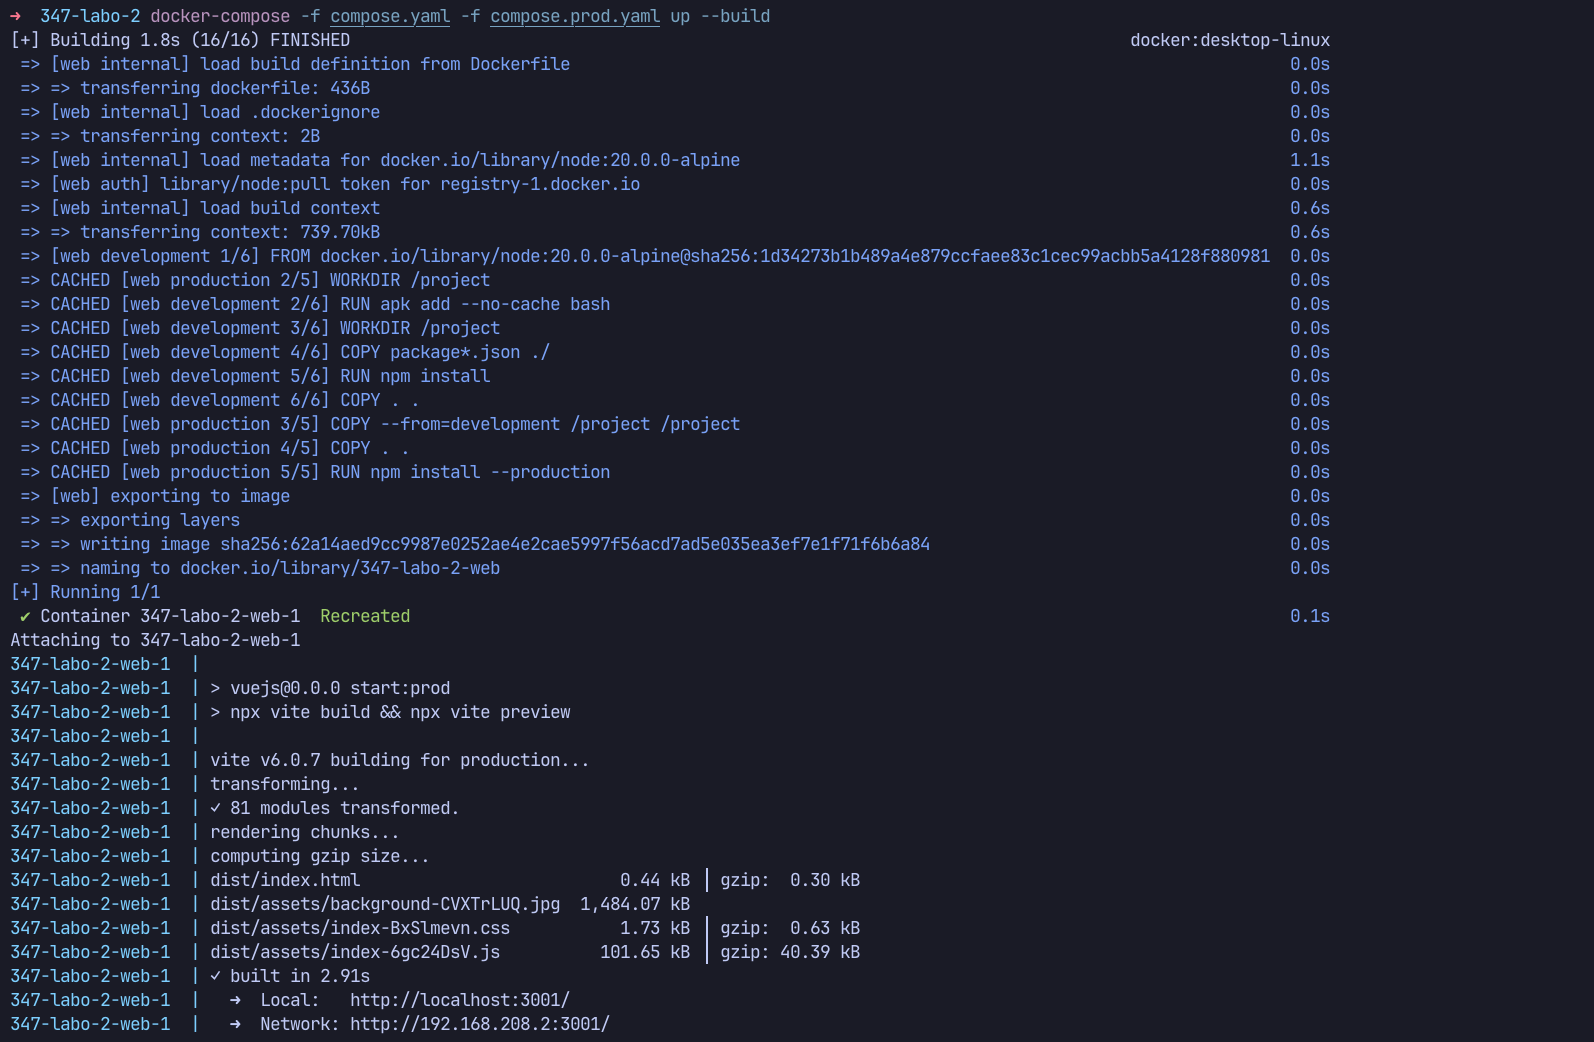 →  347-labo-2 docker-compose -f compose.yaml -f compose.prod.yaml up --build
[+] Building 1.8s (16/16) FINISHED docker:desktop-linux
=> [web internal] load build definition from Dockerfile 0.0s
=> => transferring dockerfile: 436B 0.0s
=> [web internal] load .dockerignore 0.0s
=> => transferring context: 2B 0.0s
=> [web internal] load metadata for docker.io/library/node:20.0.0-alpine 1.1s
=> [web auth] library/node:pull token for registry-1.docker.io 0.0s
=> [web internal] load build context 0.6s
=> => transferring context: 739.70kB 0.6s
=> [web development 1/6] FROM docker.io/library/node:20.0.0-alpine@sha256:1d34273b1b489a4e879ccfaee83c1cec99acbb5a4128f880981 0.0s
=> CACHED [web production 2/5] WORKDIR /project 0.0s
=> CACHED [web development 2/6] RUN apk add --no-cache bash 0.0s
=> CACHED [web development 3/6] WORKDIR /project 0.0s
=> CACHED [web development 4/6] COPY package*.json ./ 0.0s
=> CACHED [web development 5/6] RUN npm install 0.0s
=> CACHED [web development 6/6] COPY . . 0.0s
=> CACHED [web production 3/5] COPY --from=development /project /project 0.0s
=> CACHED [web production 4/5] COPY . . 0.0s
=> CACHED [web production 5/5] RUN npm install --production 0.0s
=> [web] exporting to image 0.0s
=> => exporting layers 0.0s
=> => writing image sha256:62a14aed9cc9987e0252ae4e2cae5997f56acd7ad5e035ea3ef7e1f71f6b6a84 0.0s
=> => naming to docker.io/library/347-labo-2-web 0.0s
[+] Running 1/1
✔ Container 347-labo-2-web-1  Recreated 0.1s
Attaching to 347-labo-2-web-1
347-labo-2-web-1  |
347-labo-2-web-1  | > vuejs@0.0.0 start:prod
347-labo-2-web-1  | > npx vite build && npx vite preview
347-labo-2-web-1  |
347-labo-2-web-1  | vite v6.0.7 building for production...
347-labo-2-web-1  | transforming...
347-labo-2-web-1  | ✓ 81 modules transformed.
347-labo-2-web-1  | rendering chunks...
347-labo-2-web-1  | computing gzip size...
347-labo-2-web-1  | dist/index.html 0.44 kB │ gzip:  0.30 kB
347-labo-2-web-1  | dist/assets/background-CVXTrLUQ.jpg  1,484.07 kB
347-labo-2-web-1  | dist/assets/index-BxSlmevn.css 1.73 kB │ gzip:  0.63 kB
347-labo-2-web-1  | dist/assets/index-6gc24DsV.js 101.65 kB │ gzip: 40.39 kB
347-labo-2-web-1  | ✓ built in 2.91s
347-labo-2-web-1  |   ➜  Local:   http://localhost:3001/
347-labo-2-web-1  |   ➜  Network: http://192.168.208.2:3001/